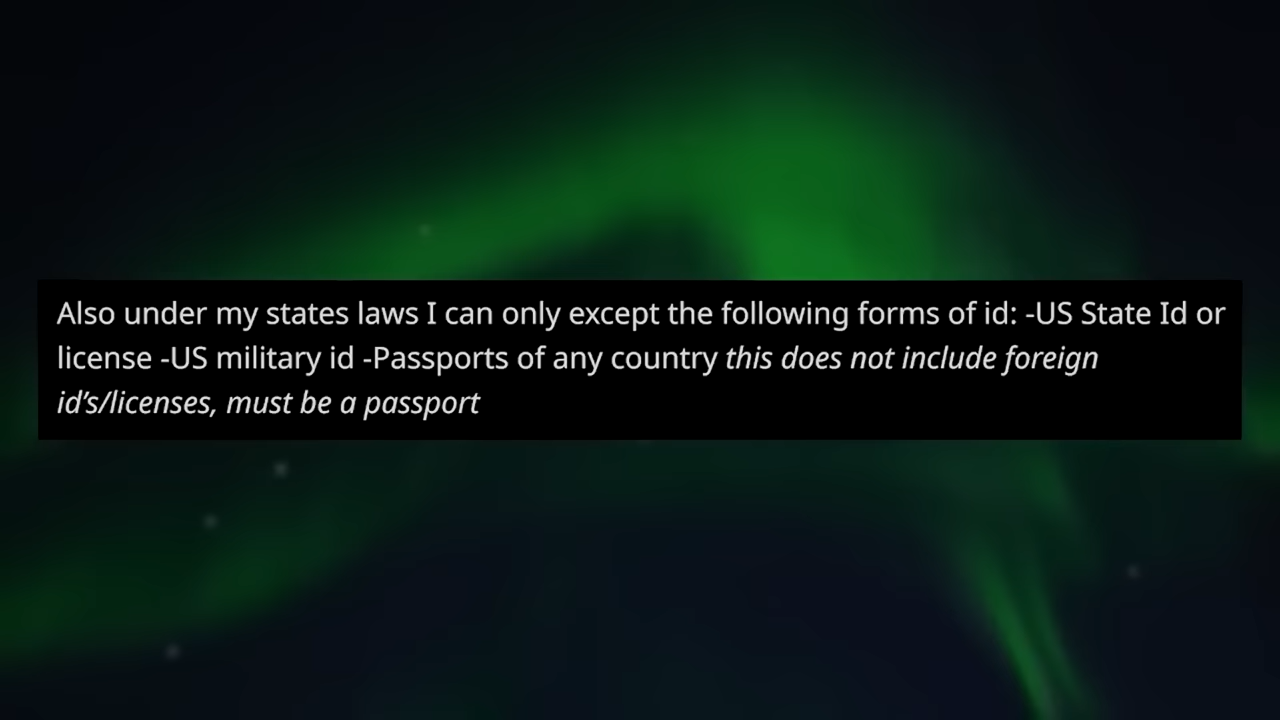 Also under my states laws I can only except the following forms of id: -US State Id or
license -US military id -Passports of any country this does not include foreign
id's/licenses, must be a passport